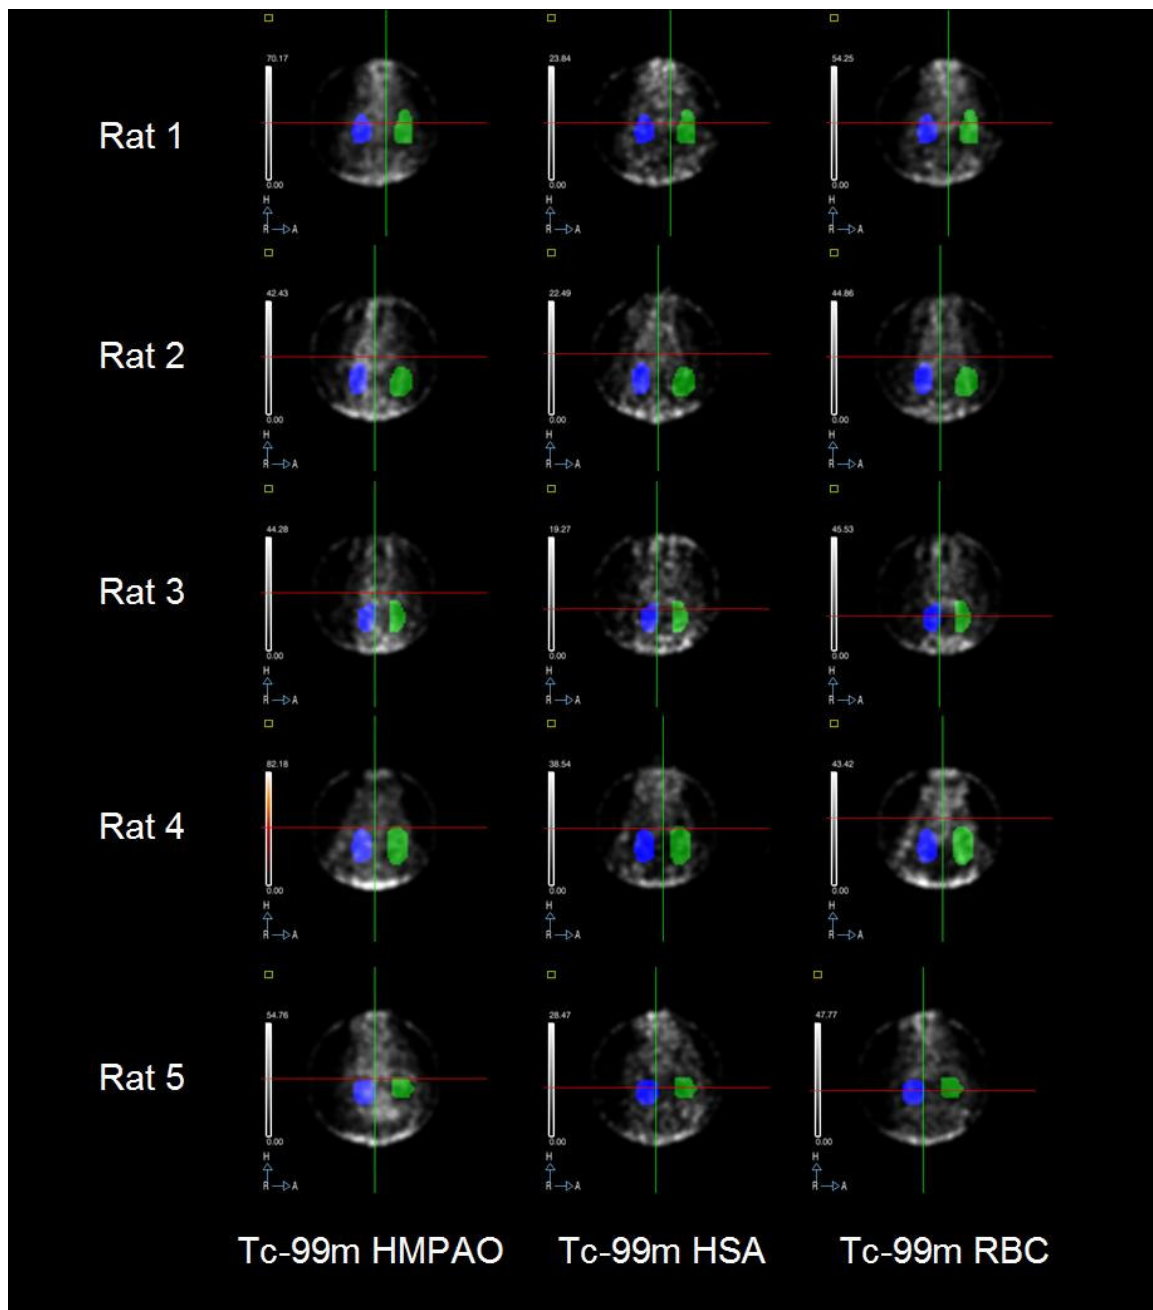 70.17 23.84 54.25
Rat 1
0.00 0.00 0.00
H H H
R A R A R A
42.43 22.49 44.86
Rat 2
0.00 0.00 0.00
H H H
R A R A R A
44.28 19.27 45.53
Rat 3
0.00 0.00 0.00
H H H
R A R A R A
82.18 38.54 43.42
Rat 4
0.00 0.00 0.00
H H H
R A R A R A
54.76 28.47 47.77
Rat 5
0.00 0.00 0.00
H H H
R A R A R A
Tc-99m HMPAO Tc-99m HSA Tc-99m RBC